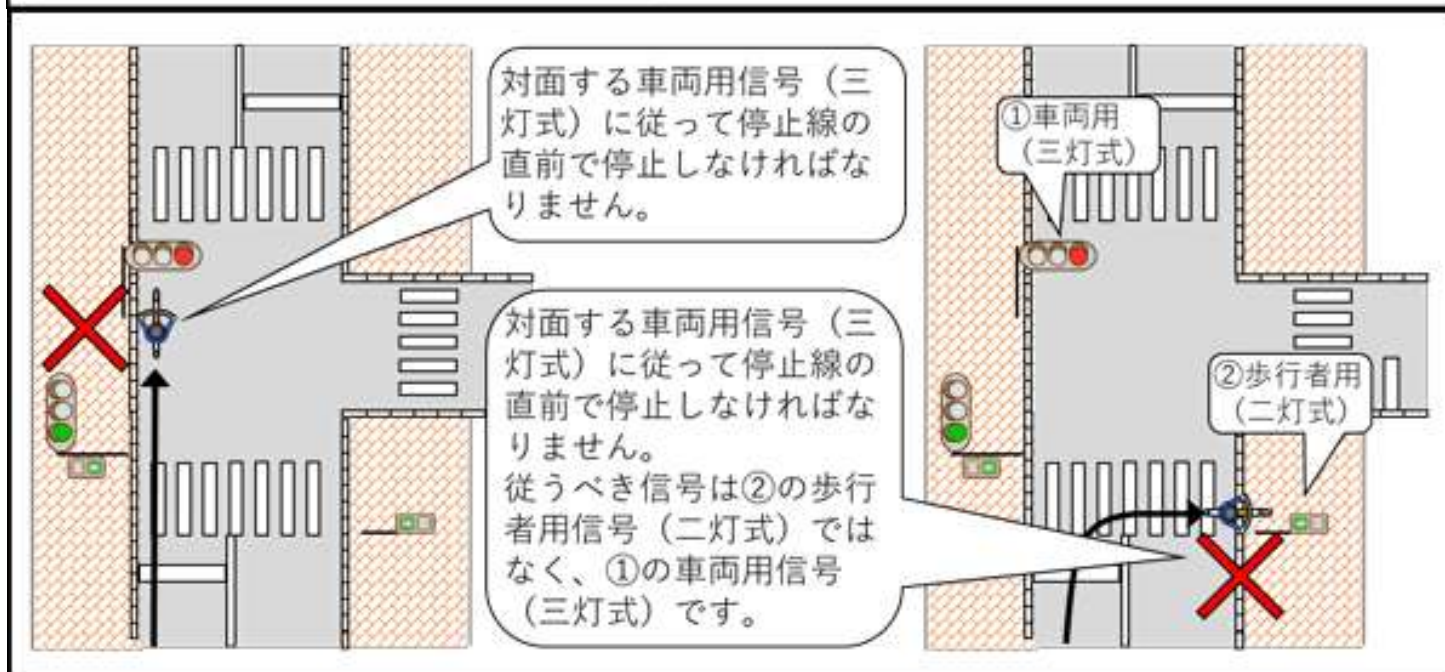 対面する車両用信号（三
灯式）に従って停止線の
直前で停止しなければな
りません。
対面する車両用信号（三
灯式）に従って停止線の
直前で停止しなければな
りません。
従うべき信号は②の歩行
者用信号（二灯式）では
なく、①の車両用信号
（三灯式）です。
①車両用
（三灯式）
②歩行者用
（二灯式）